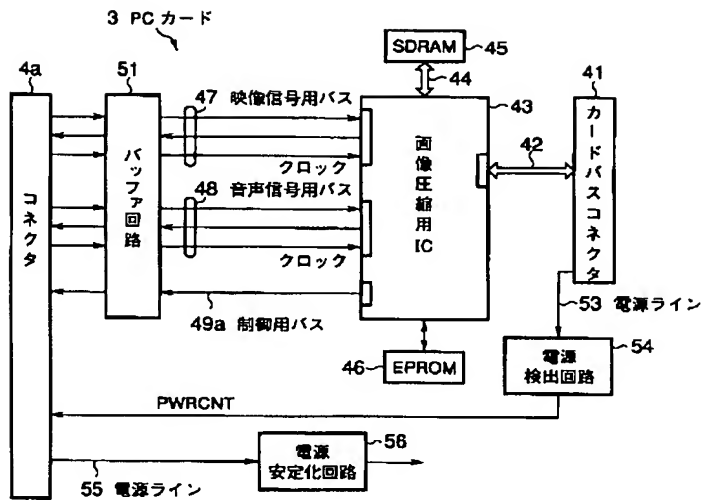 3 PCカード
SDRAM
45
44
4a
51
47
映像信号用バス
43
41
コネクタ
バッファ回路
クロック
48
音声信号用バス
クロック
画像圧縮用IC
42
カードバスコネクタ
49a 制御用バス
53 電源ライン
46
EPROM
電源
検出回路
54
PWRCNT
電源
安定化回路
56
55 電源ライン